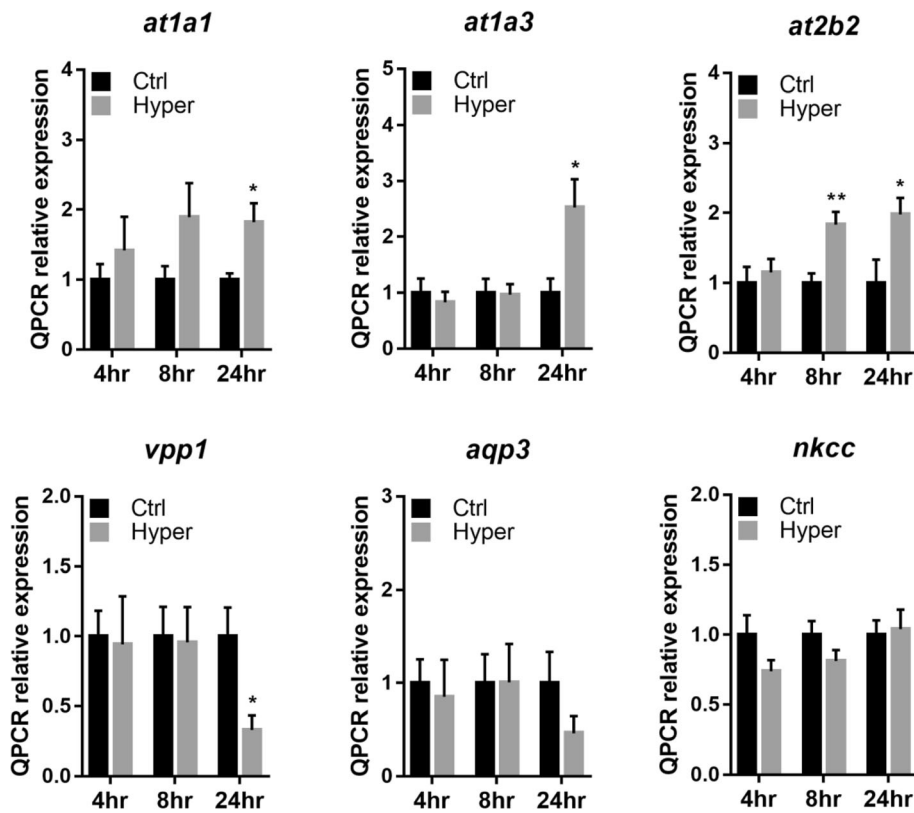 at1a1
QPCR relative expression
4
3
2
1
0
Ctrl
Hyper
*
4hr 8hr 24hr
at1a3
QPCR relative expression
5
4
3
2
1
0
Ctrl
Hyper
*
4hr 8hr 24hr
at2b2
QPCR relative expression
4
3
2
1
0
Ctrl
Hyper
** *
4hr 8hr 24hr
vpp1
QPCR relative expression
2.0
1.5
1.0
0.5
0.0
Ctrl
Hyper
*
4hr 8hr 24hr
aqp3
QPCR relative expression
3
2
1
0
Ctrl
Hyper
4hr 8hr 24hr
nkcc
QPCR relative expression
2.0
1.5
1.0
0.5
0.0
Ctrl
Hyper
4hr 8hr 24hr